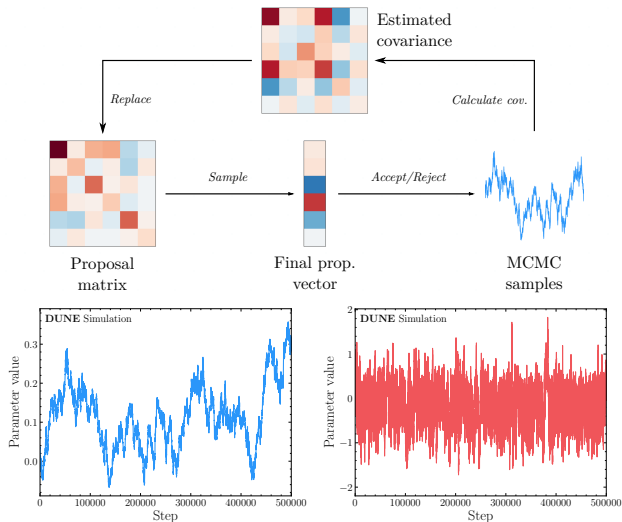 Estimated
covariance
Replace
Calculate cov.
Sample
Accept/Reject
Proposal
matrix
Final prop.
vector
MCMC
samples
DUNE Simulation
Parameter value
0.3
0.2
0.1
0.0
0
100000
200000
300000
400000
500000
Step
DUNE Simulation
Parameter value
2
1
0
−1
−2
0
100000
200000
300000
400000
500000
Step